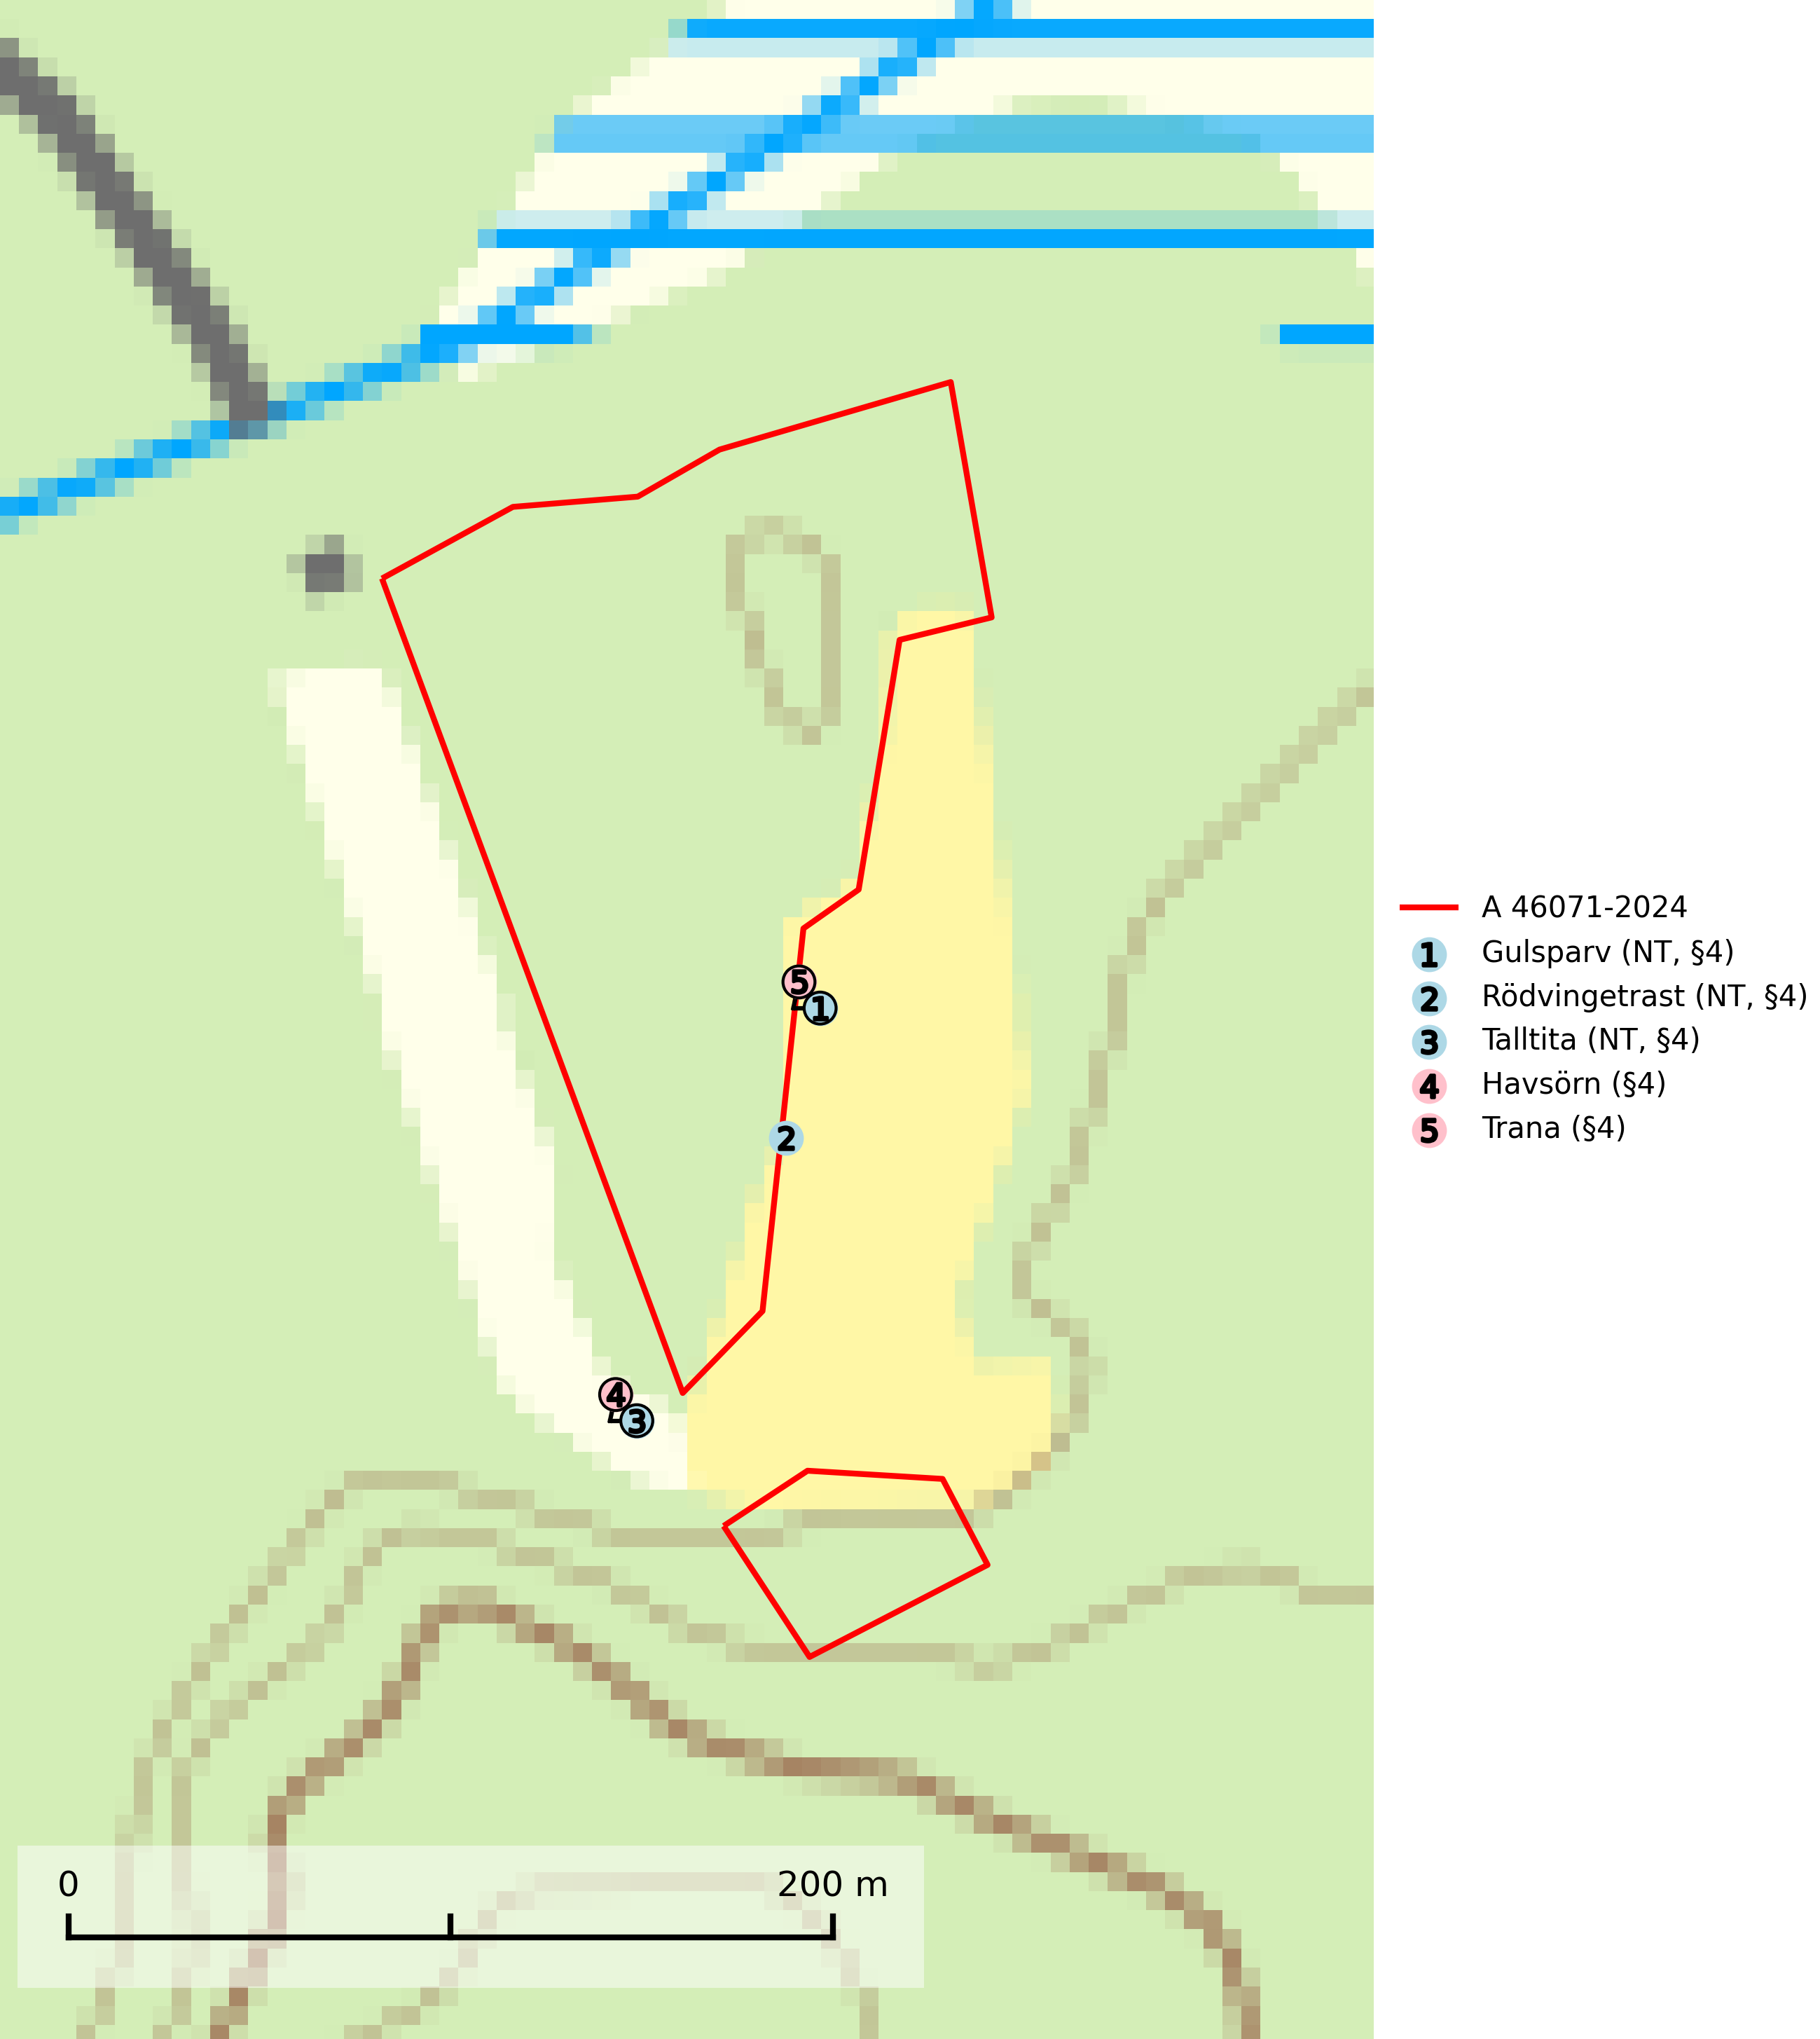 A 46071-2024
1 Gulsparv (NT, §4)
2 Rödvingetrast (NT, §4)
3 Talltita (NT, §4)
4 Havsörn (§4)
5 Trana (§4)
5
1
2
4
3
0 200 m